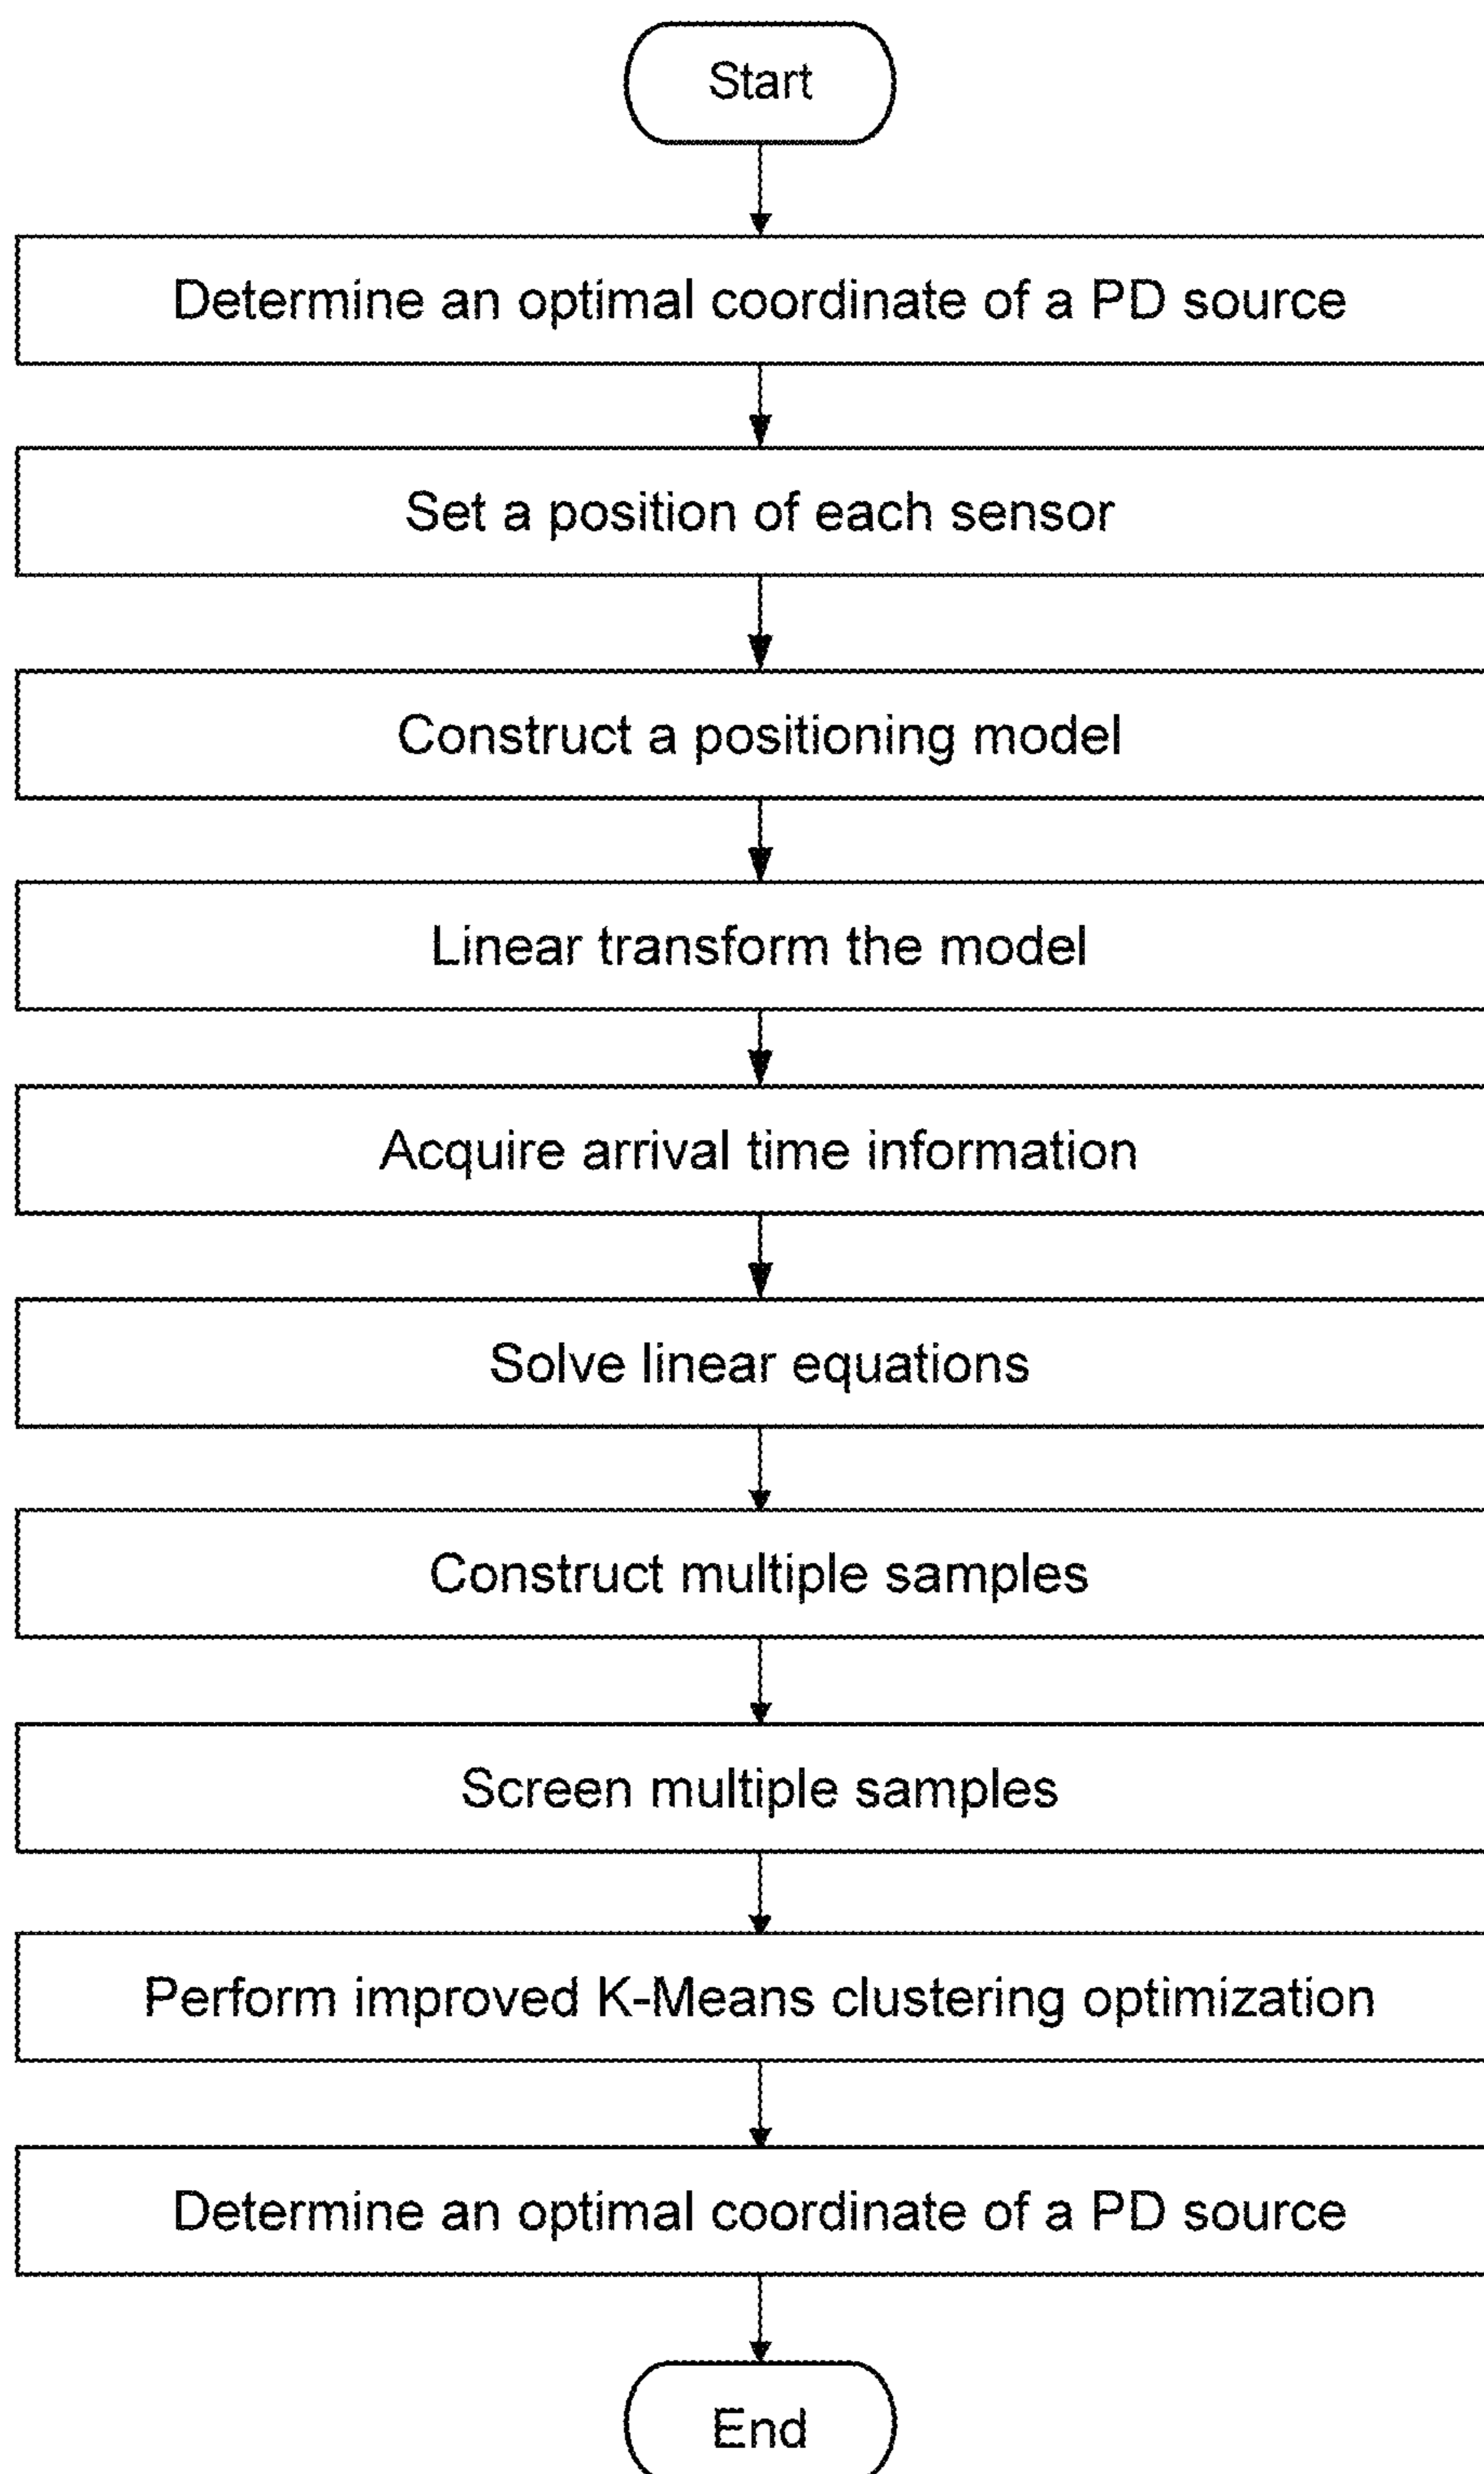 Start
Determine an optimal coordinate of a PD source
Set a position of each sensor
Construct a positioning model
Linear transform the model
Acquire arrival time information
Solve linear equations
Construct multiple samples
Screen multiple samples
Perform improved K-Means clustering optimization
Determine an optimal coordinate of a PD source
End